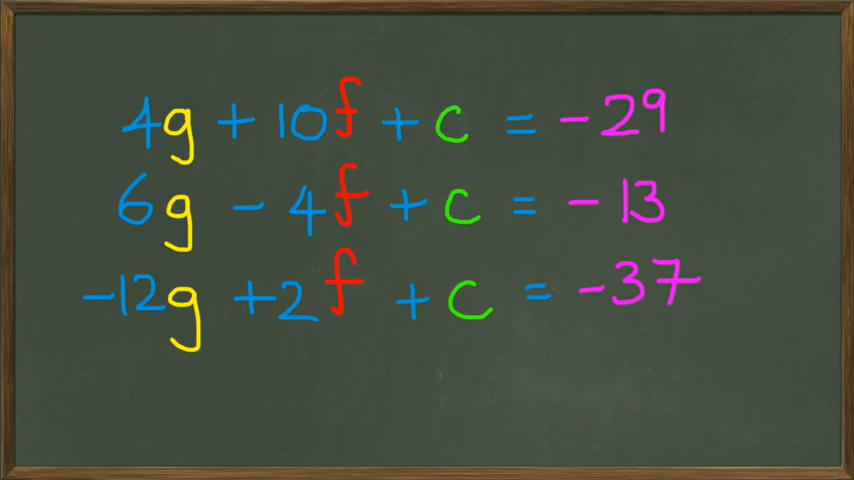 4g + 10f + c = -29
6g - 4f + c = -13
-12g + 2f + c = -37